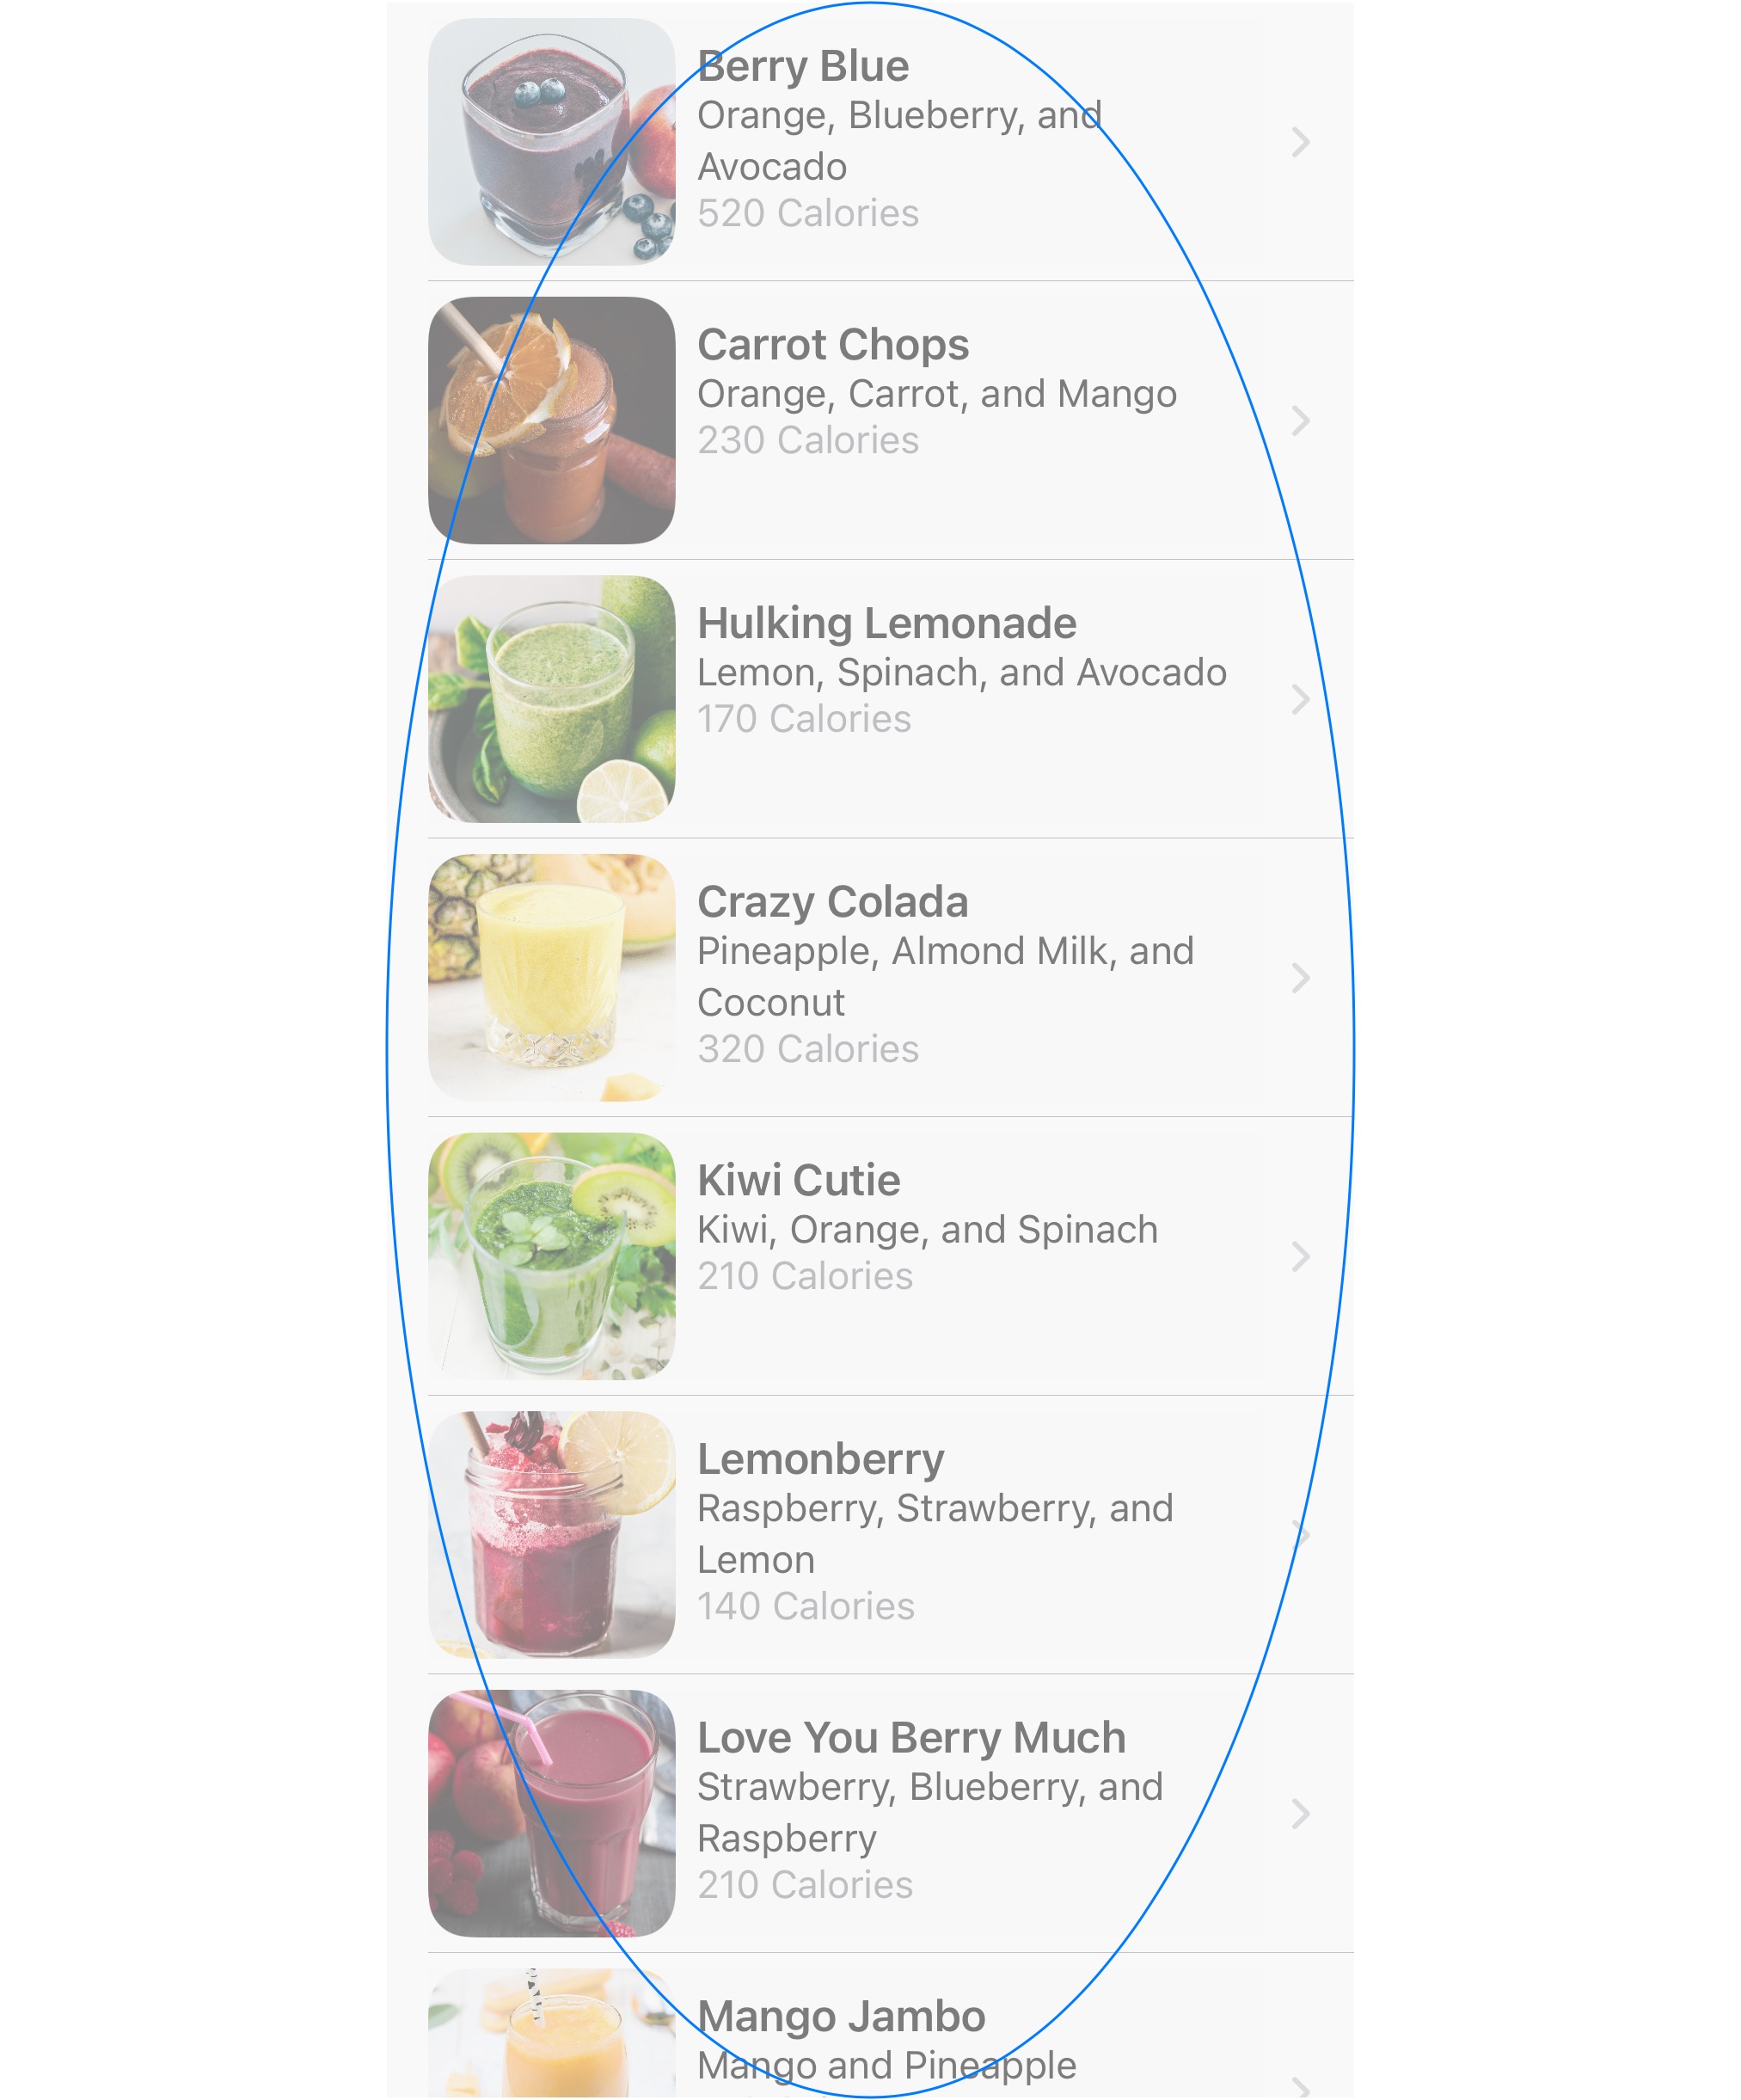 Berry Blue
Orange, Blueberry, and
Avocado
520 Calories
Carrot Chops
Orange, Carrot, and Mango
230 Calories
Hulking Lemonade
Lemon, Spinach, and Avocado
170 Calories
Crazy Colada
Pineapple, Almond Milk, and
Coconut
320 Calories
Kiwi Cutie
Kiwi, Orange, and Spinach
210 Calories
Lemonberry
Raspberry, Strawberry, and
Lemon
140 Calories
Love You Berry Much
Strawberry, Blueberry, and
Raspberry
210 Calories
Mango Jambo
Mango and Pineapple